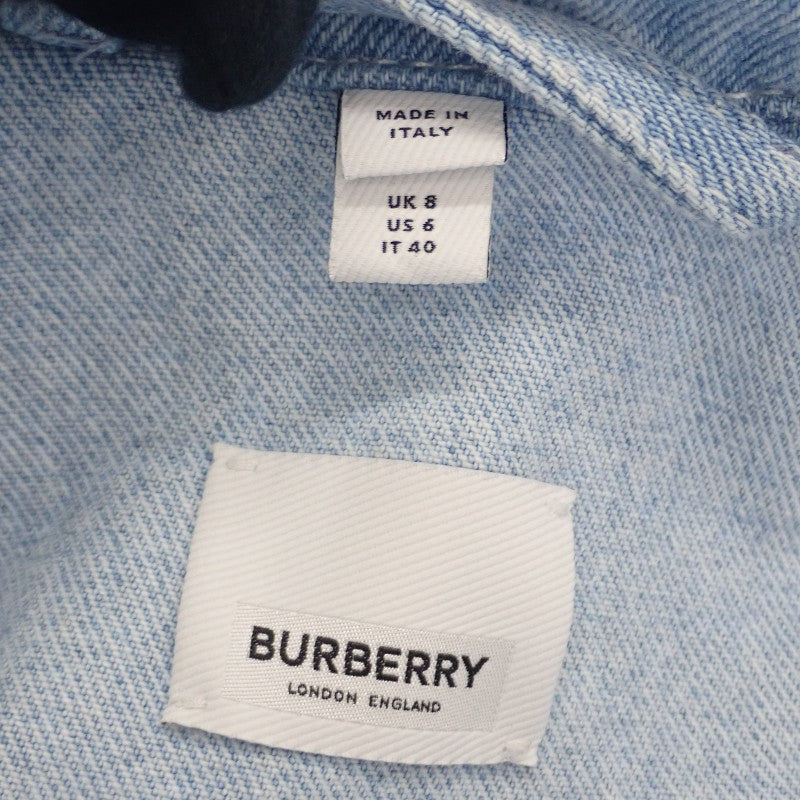 MADE IN
ITALY
UK 8
US 6
IT 40
BURBERRY
LONDON ENGLAND